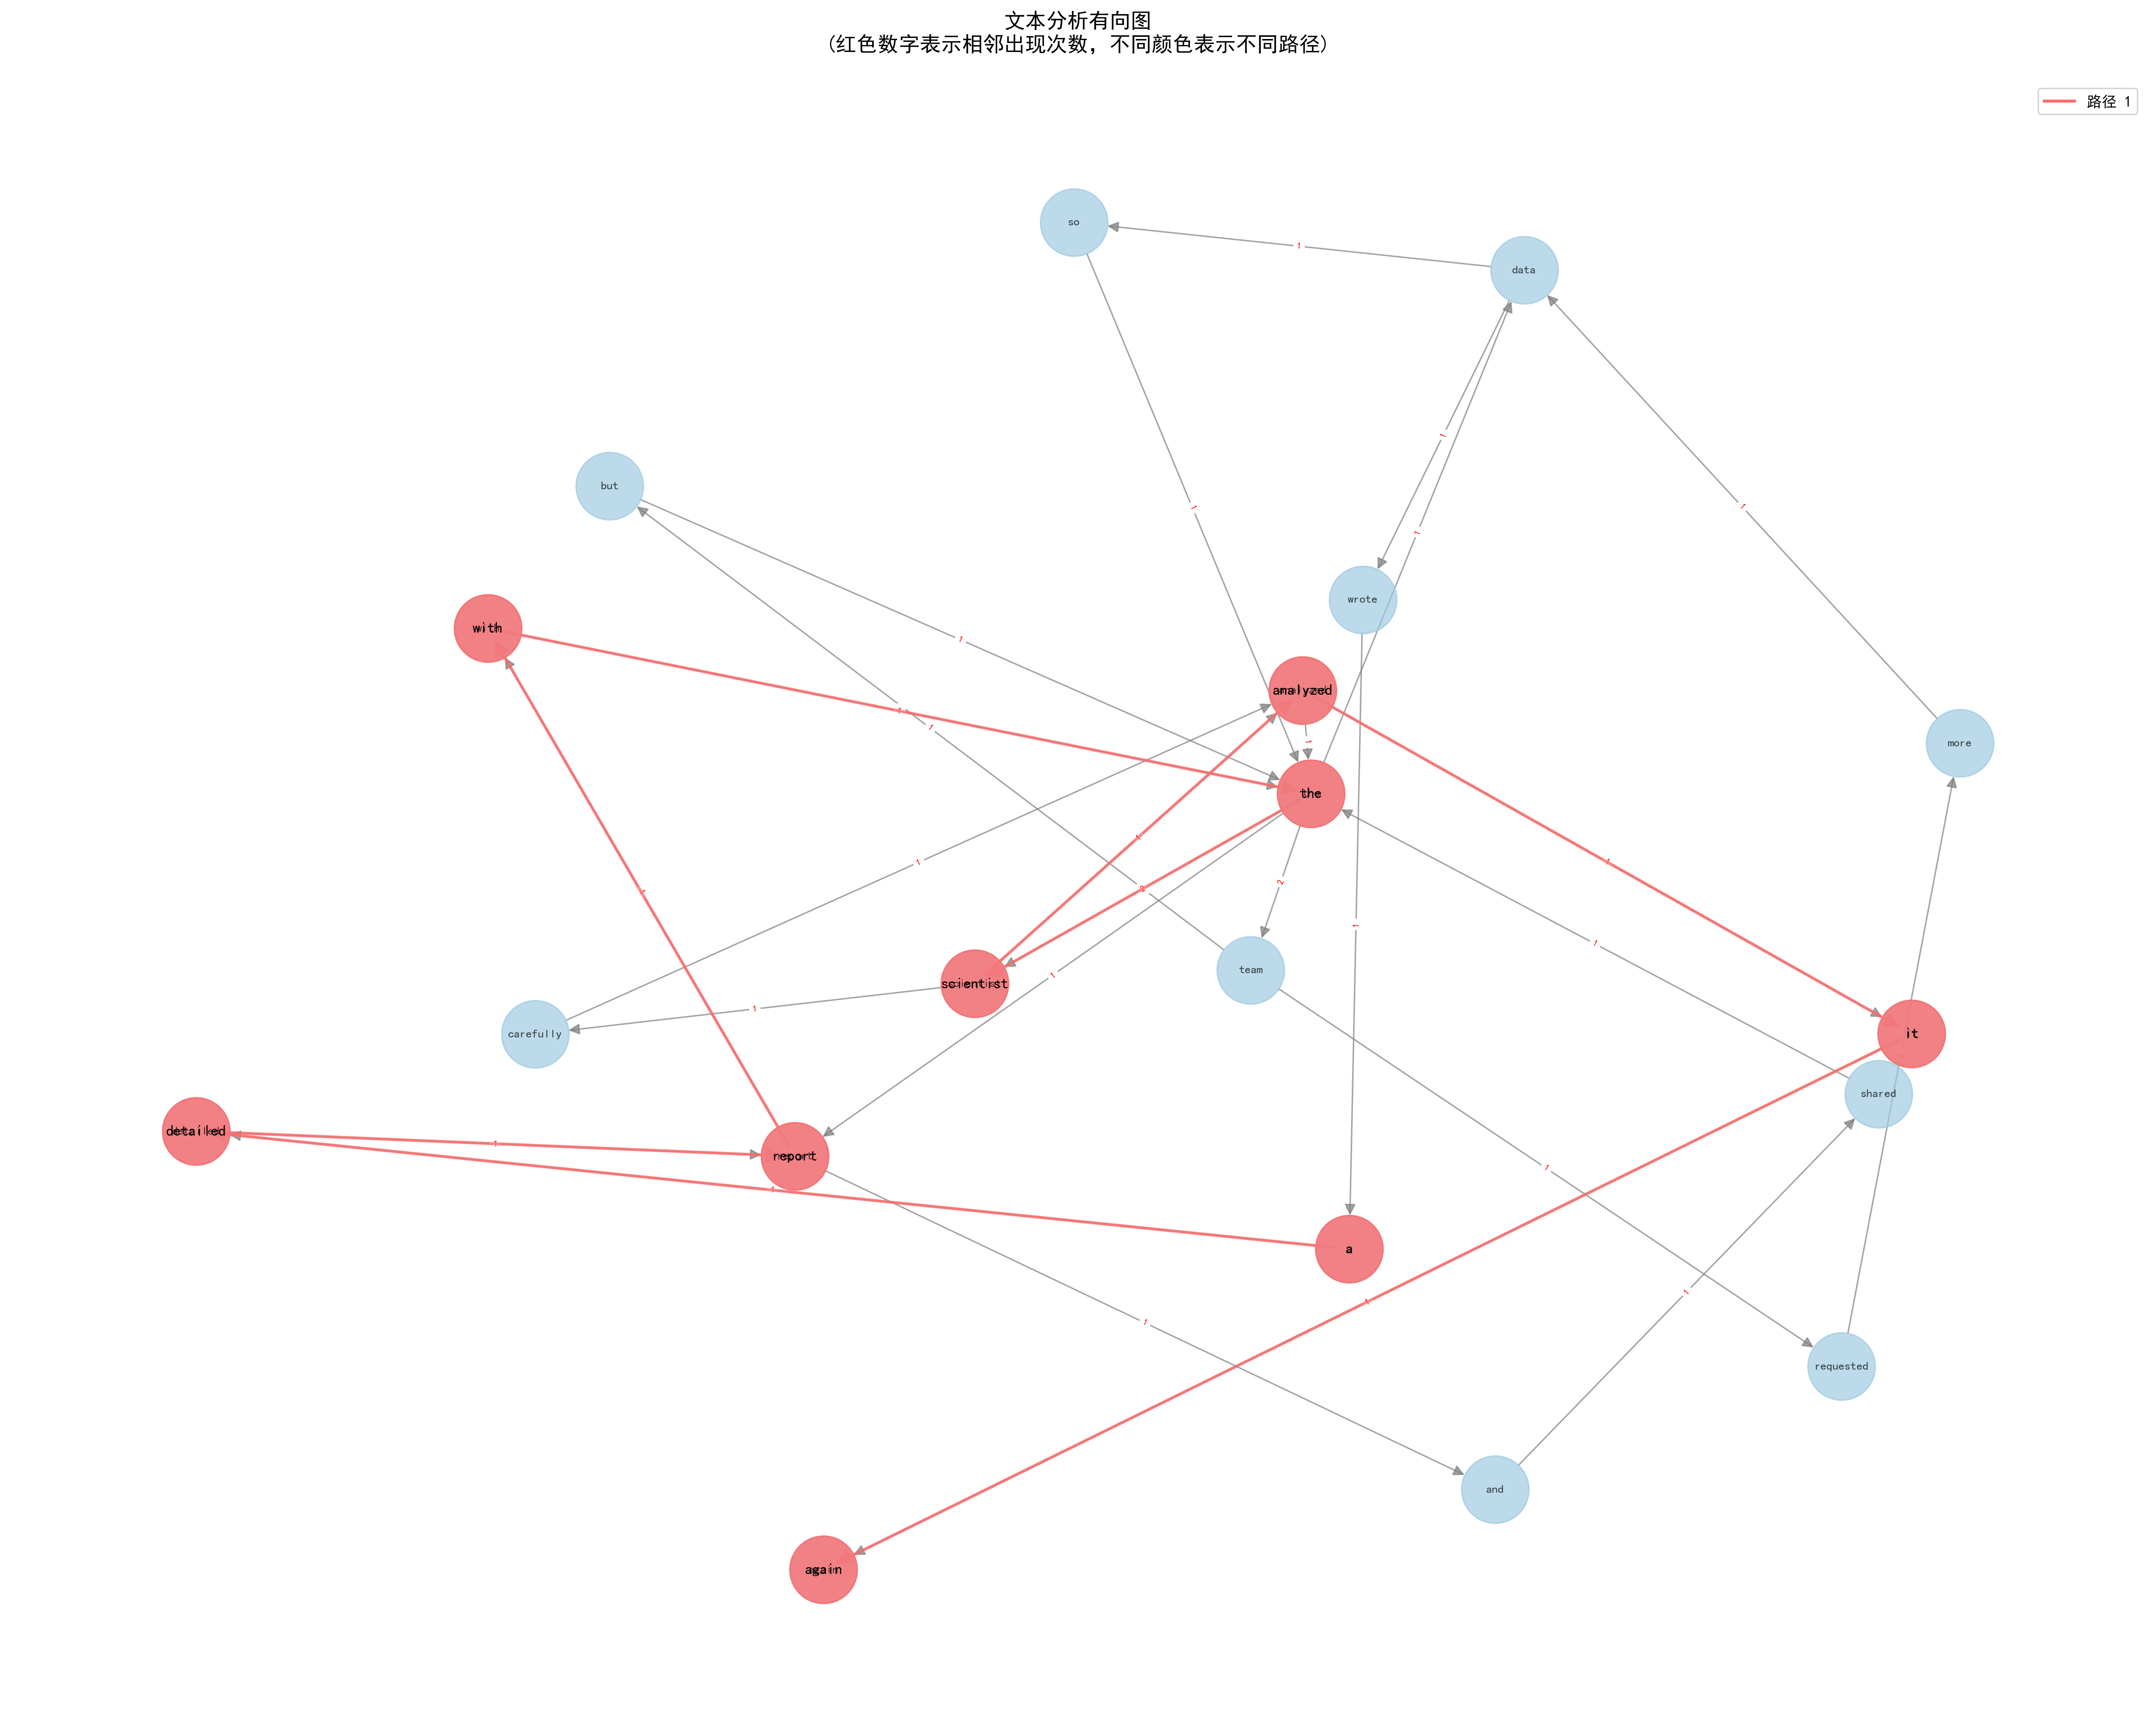 文本分析有向图
(红色数字表示相邻出现次数, 不同颜色表示不同路径)
路径 1
so
1
data
1
but
1
1
1
wrote
with
1
analyzed
1
1
1
1
more
the
1
1
1
2
2
1
1
1
team
1
scientist
1
carefully
it
shared
detailed
1
report
1
1
a
1
1
1
requested
and
again